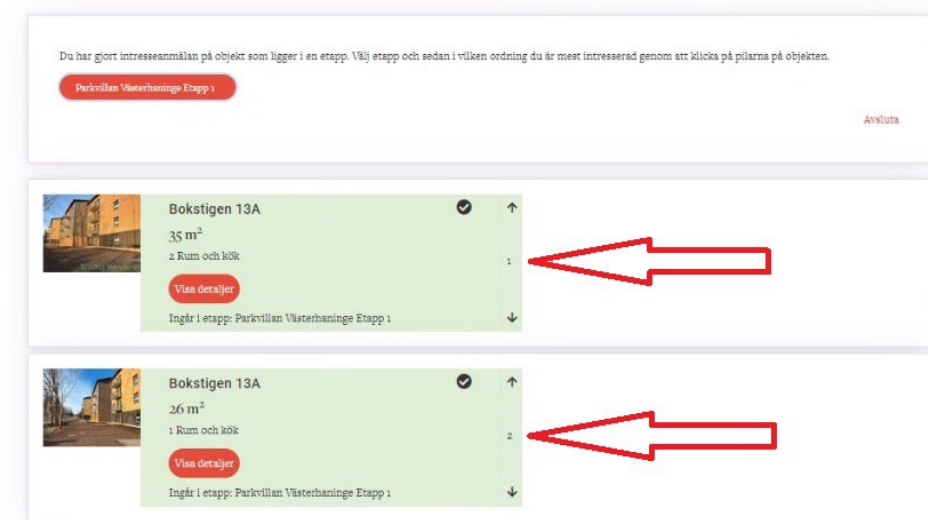 Du har gjort intresseanmälan på objekt som ligger i en etapp. Välj etapp och sedan i vilken ordning du är mest intresserad genom att klicka på pilarna på objekten.
Parkvillan Västerhaninge Etapp 1
Avsluta
Bokstigen 13A
35 m²
2 Rum och kök
1
Visa detaljer
Ingår i etapp: Parkvillan Västerhaninge Etapp 1
Bokstigen 13A
26 m²
1 Rum och kök
2
Visa detaljer
Ingår i etapp: Parkvillan Västerhaninge Etapp 1